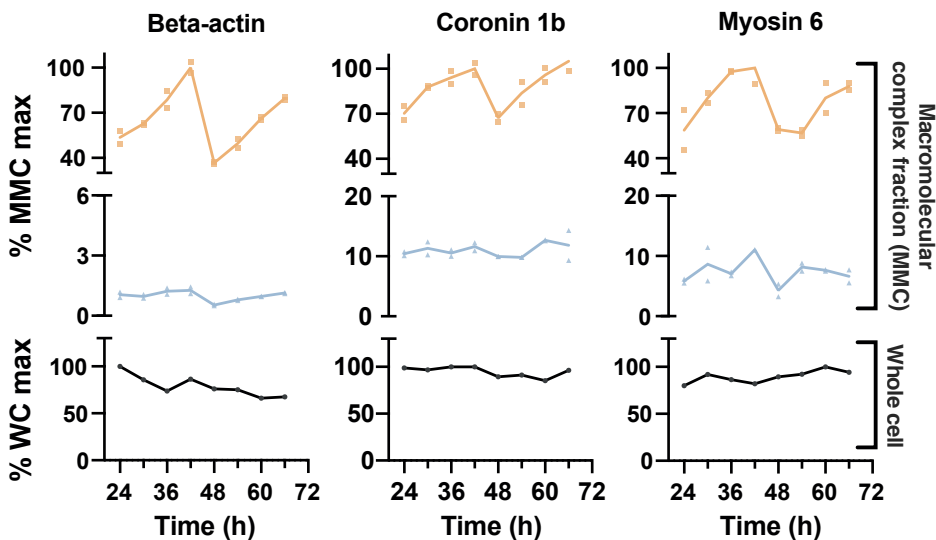 Beta-actin
Coronin 1b
Myosin 6
% MMC max
100
70
40
6
3
0
100
70
40
20
10
0
100
70
40
20
10
0
Macromolecular
complex fraction (MMC)
% WC max
100
50
0
100
50
0
100
50
0
Whole cell
24 36 48 60 72
24 36 48 60 72
24 36 48 60 72
Time (h)
Time (h)
Time (h)